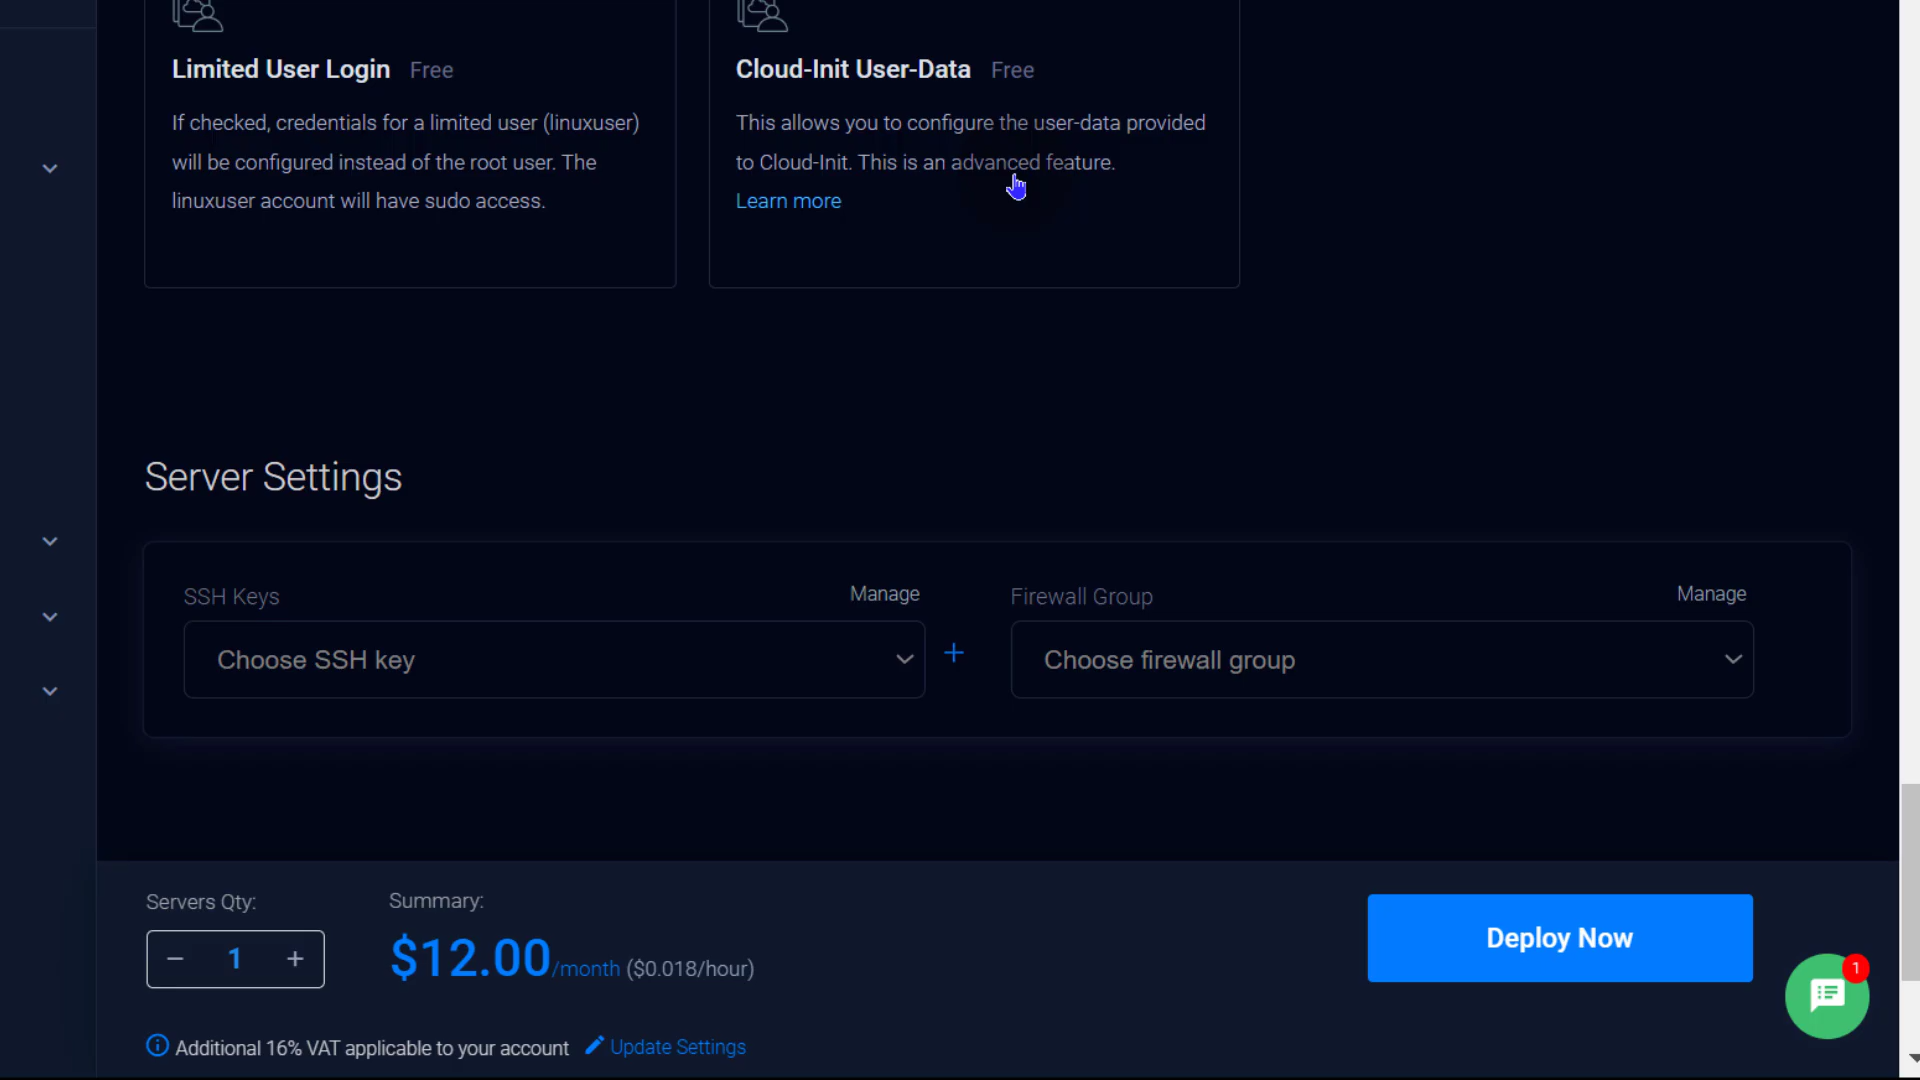 Limited User Login Free
If checked, credentials for a limited user (linuxuser)
will be configured instead of the root user. The
linuxuser account will have sudo access.
Cloud-Init User-Data Free
This allows you to configure the user-data provided
to Cloud-Init. This is an advanced feature.
Learn more
Server Settings
SSH Keys Manage
Choose SSH key
+
Firewall Group Manage
Choose firewall group
Servers Qty:
− 1 +
Summary:
$12.00/month ($0.018/hour)
Deploy Now
1
Additional 16% VAT applicable to your account Update Settings